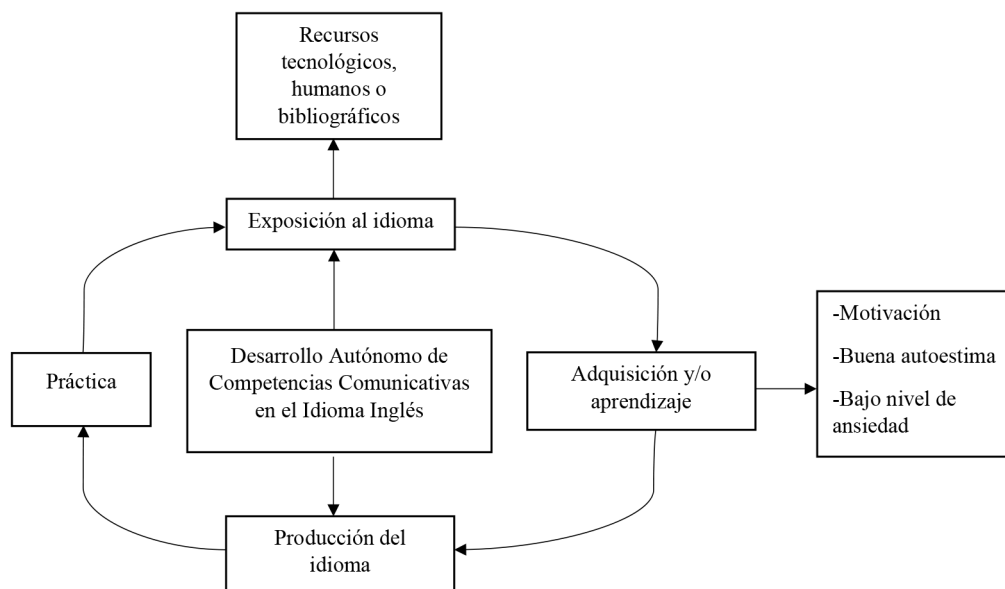 Recursos
tecnológicos,
humanos o
bibliográficos
Exposición al idioma
-Motivación
-Buena autoestima
-Bajo nivel de
ansiedad
Práctica
Desarrollo Autónomo de
Competencias Comunicativas
en el Idioma Inglés
Adquisición y/o
aprendizaje
Producción del
idioma